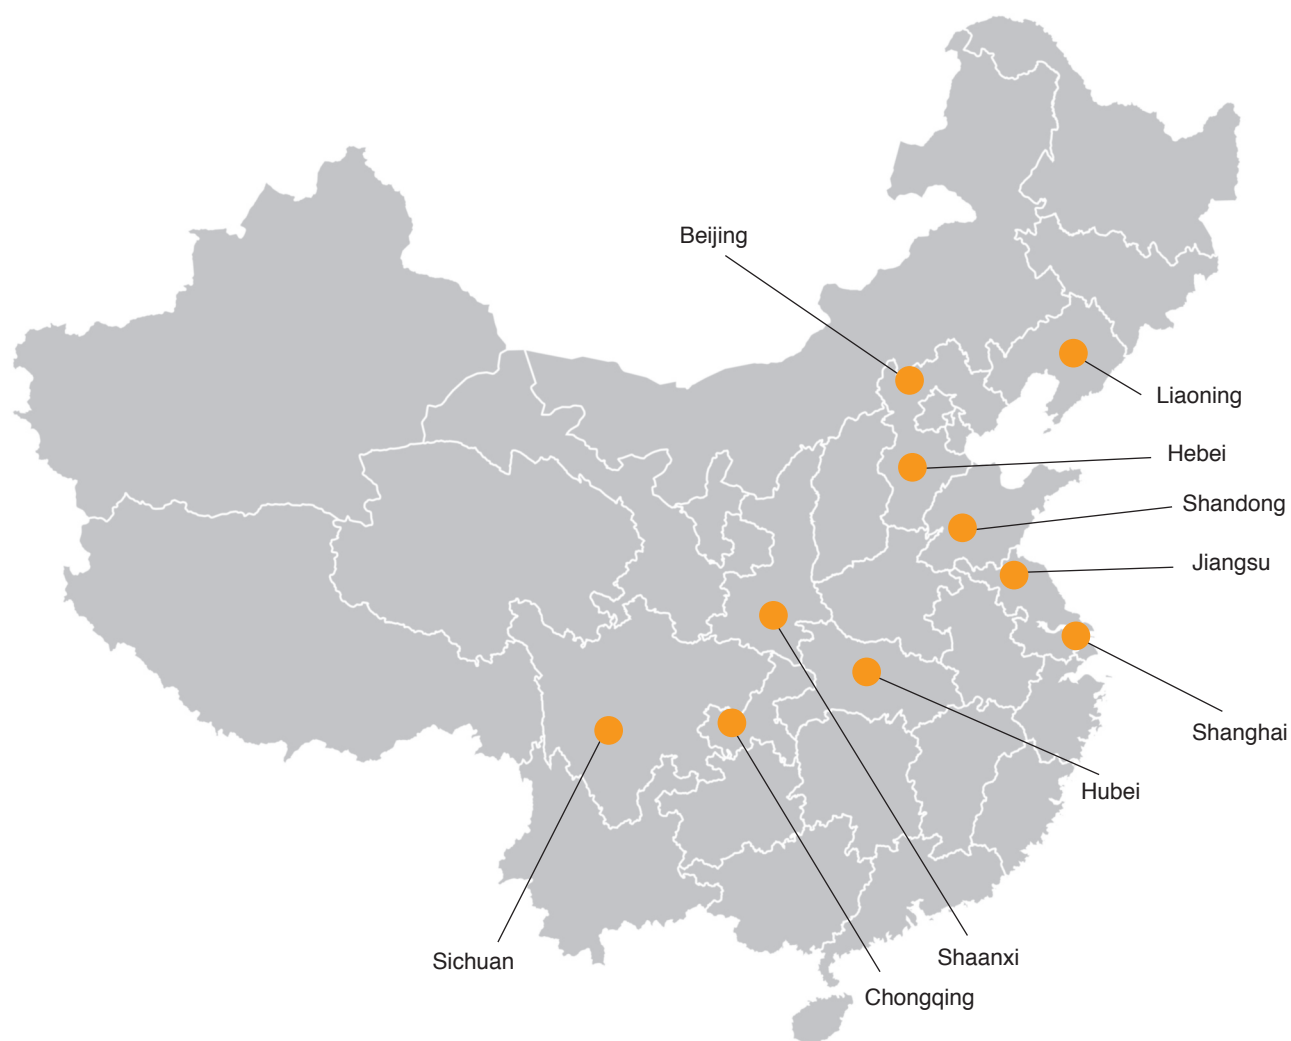 Beijing
Liaoning
Hebei
Shandong
Jiangsu
Shanghai
Hubei
Shaanxi
Sichuan
Chongqing